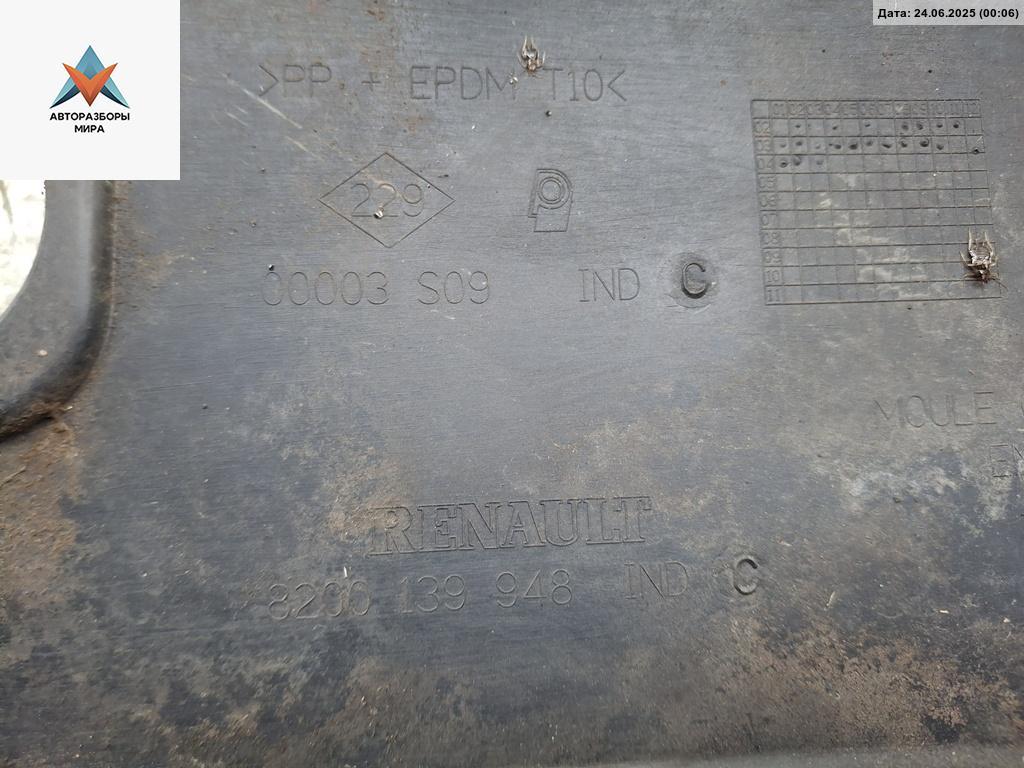 Дата: 24.06.2025 (00:06)
АВТОРАЗБОРЫ
МИРА
>PP + EPDM T10<
229
00003 S09 IND C
MOULE
RENAULT
8200 139 948 IND C